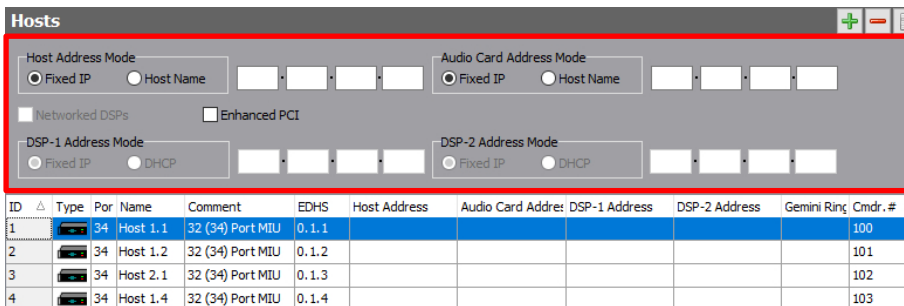 Hosts
Host Address Mode Audio Card Address Mode
Fixed IP Host Name Fixed IP Host Name
Networked DSPs Enhanced PCI
DSP-1 Address Mode DSP-2 Address Mode
Fixed IP DHCP Fixed IP DHCP
ID Type Por Name Comment EDHS Host Address Audio Card Addres DSP-1 Address DSP-2 Address Gemini Ring Cmdr.#
1 34 Host 1.1 32 (34) Port MIU 0.1.1 100
2 34 Host 1.2 32 (34) Port MIU 0.1.2 101
3 34 Host 2.1 32 (34) Port MIU 0.1.3 102
4 34 Host 1.4 32 (34) Port MIU 0.1.4 103